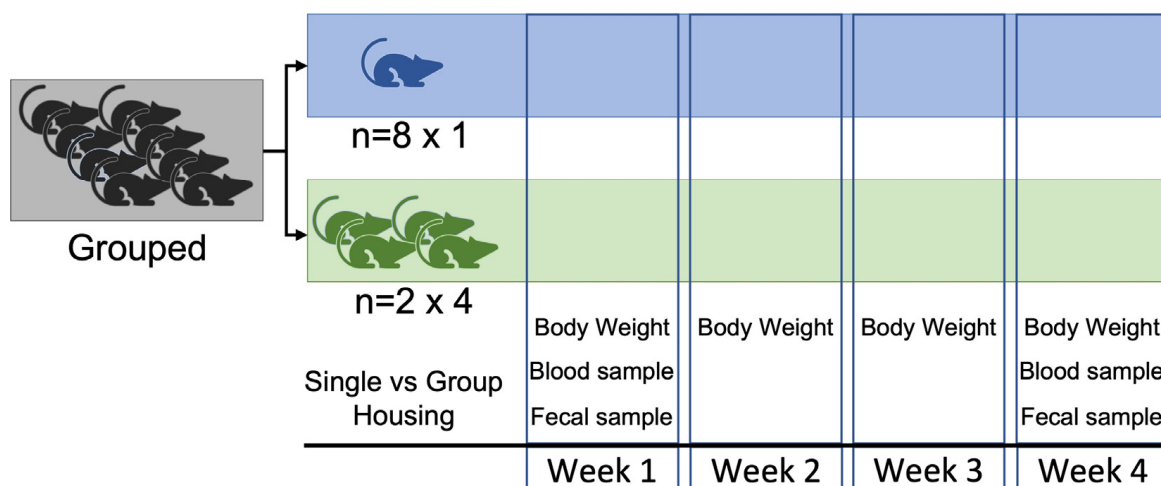 Grouped
n=8 x 1
n=2 x 4
Single vs Group
Housing
Body Weight
Blood sample
Fecal sample
Week 1
Body Weight
Week 2
Body Weight
Week 3
Body Weight
Blood sample
Fecal sample
Week 4